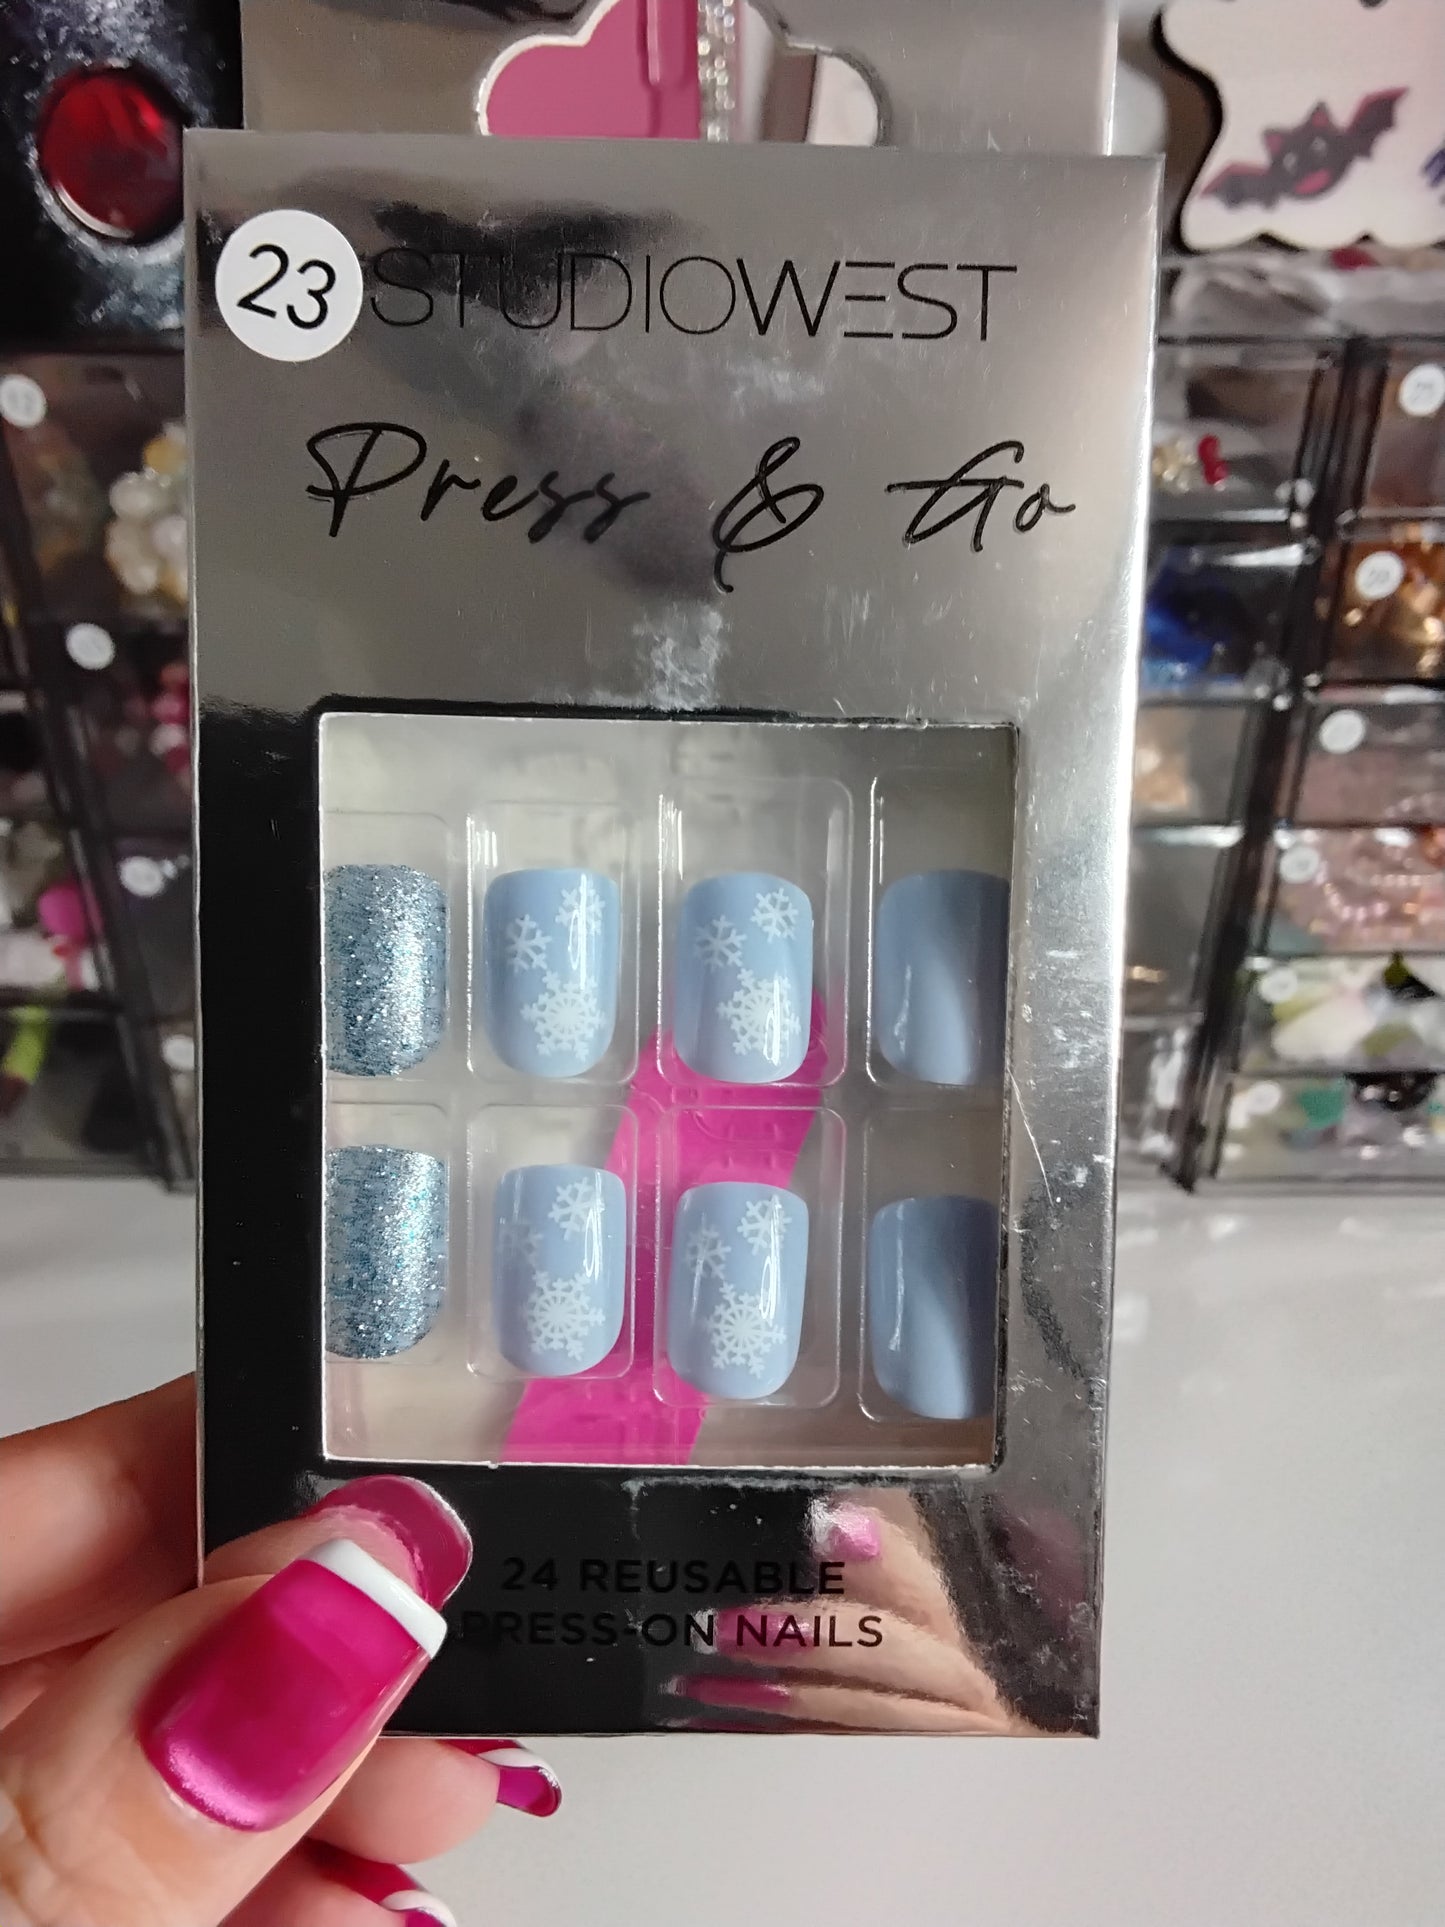 23
STUDIOWEST
Press & Go
24 REUSABLE
PRESS-ON NAILS